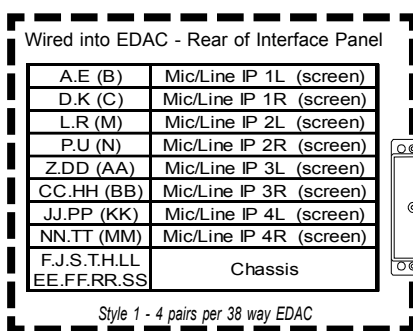 Wired into EDAC - Rear of Interface Panel
A.E (B) Mic/Line IP 1L (screen)
D.K (C) Mic/Line IP 1R (screen)
L.R (M) Mic/Line IP 2L (screen)
P.U (N) Mic/Line IP 2R (screen)
Z.DD (AA) Mic/Line IP 3L (screen)
CC.HH (BB) Mic/Line IP 3R (screen)
JJ.PP (KK) Mic/Line IP 4L (screen)
NN.TT (MM) Mic/Line IP 4R (screen)
F.J.S.T.H.LL
EE.FF.RR.SS Chassis
Style 1 - 4 pairs per 38 way EDAC